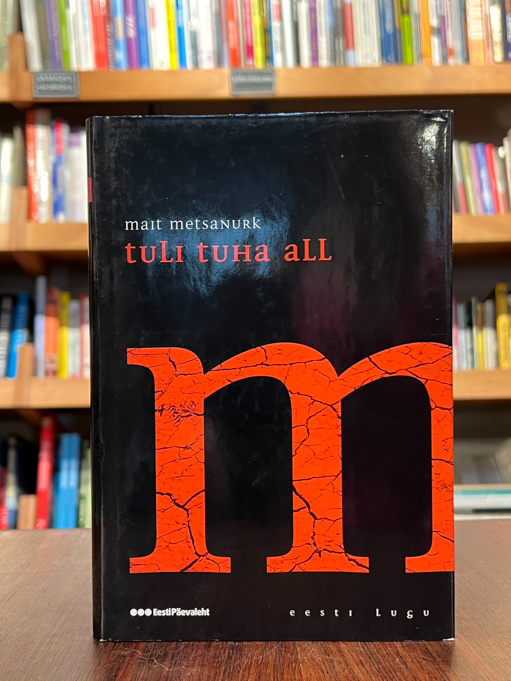 mait metsanurk
tuli tuha all
m
EestiPäevaleht
eesti Lugu